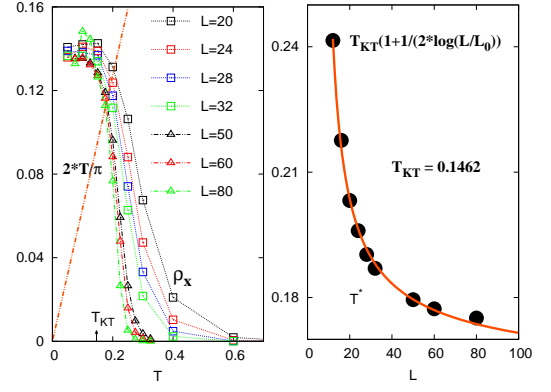 0.16
0.12
0.08
0.04
0
0
0.2
0.4
0.6
T
L=20
L=24
L=28
L=32
L=50
L=60
L=80
2*T/π
ρx
TKT
0.24
0.21
0.18
0
20
40
60
80
100
L
TKT(1+1/(2*log(L/L0))
TKT = 0.1462
T*